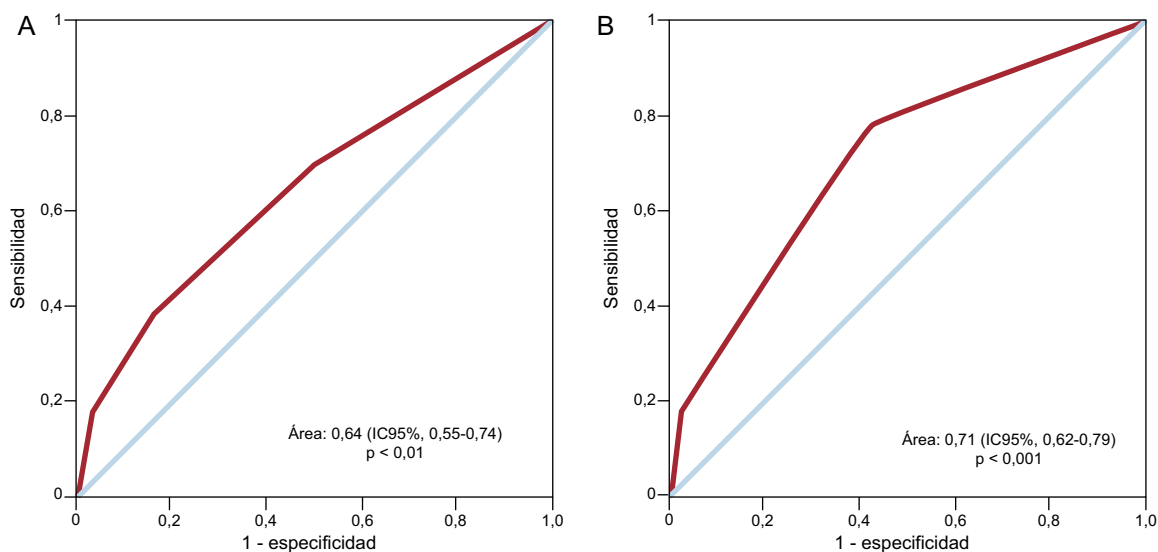 A
1
0,8
0,6
0,4
0,2
0
Sensibilidad
Área: 0,64 (IC95%, 0,55-0,74)
p < 0,01
0
0,2
0,4
0,6
0,8
1,0
1 - especificidad
B
1
0,8
0,6
0,4
0,2
0
Sensibilidad
Área: 0,71 (IC95%, 0,62-0,79)
p < 0,001
0
0,2
0,4
0,6
0,8
1,0
1 - especificidad